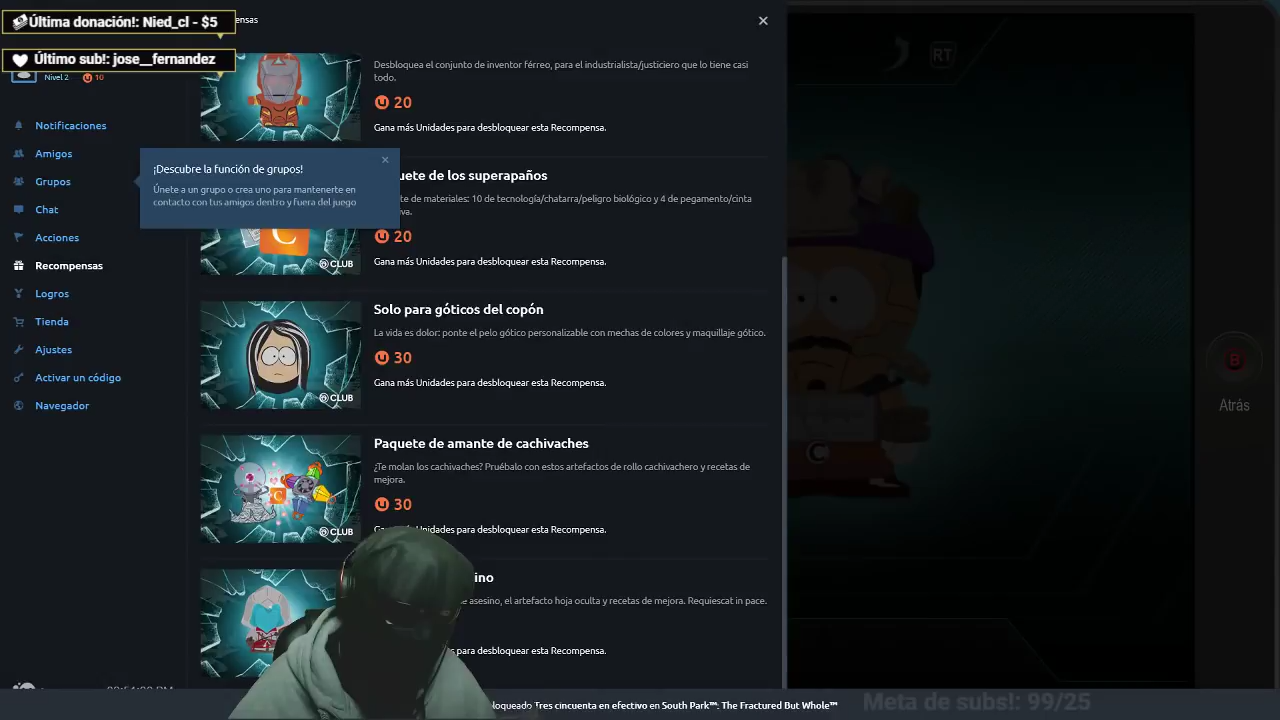 Última donación!: Nied_cl - $5
Último sub!: jose__fernandez
Nivel 2
10
Notificaciones
Amigos
Grupos
Chat
Acciones
Recompensas
Logros
Tienda
Ajustes
Activar un código
Navegador
¡Descubre la función de grupos!
Únete a un grupo o crea uno para mantenerte en
contacto con tus amigos dentro y fuera del juego
Desbloquea el conjunto de inventor férreo, para el industrialista/justiciero que lo tiene casi
todo.
20
Gana más Unidades para desbloquear esta Recompensa.
de los superapaños
de materiales: 10 de tecnología/chatarra/peligro biológico y 4 de pegamento/cinta
20
Gana más Unidades para desbloquear esta Recompensa.
C
CLUB
Solo para góticos del copón
La vida es dolor: ponte el pelo gótico personalizable con mechas de colores y maquillaje gótico.
30
Gana más Unidades para desbloquear esta Recompensa.
CLUB
Paquete de amante de cachivaches
¿Te molan los cachivaches? Pruébalo con estos artefactos de rollo cachivachero y recetas de
mejora.
30
Gana más Unidades para desbloquear esta Recompensa.
CLUB
asesino, el artefacto hoja oculta y recetas de mejora. Requiescat in pace.
para desbloquear esta Recompensa.
Tres cincuenta en efectivo en South Park™: The Fractured But Whole™
RT
B
Atrás
C
Meta de subs!: 99/25